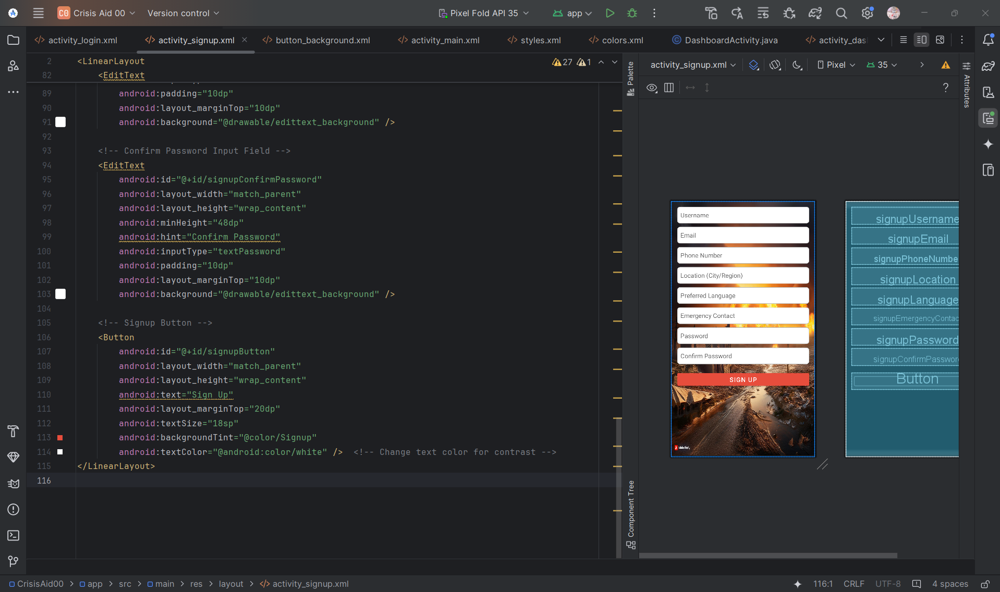 C0 Crisis Aid 00 Version control Pixel Fold API 35 app
activity_login.xml activity_signup.xml button_background.xml activity_main.xml styles.xml colors.xml DashboardActivity.java activity_das
2 <LinearLayout 27 1
82 <EditText
89 android:padding="10dp"
90 android:layout_marginTop="10dp"
91 android:background="@drawable/edittext_background" />
92
93 <!-- Confirm Password Input Field -->
94 <EditText
95 android:id="@+id/signupConfirmPassword"
96 android:layout_width="match_parent"
97 android:layout_height="wrap_content"
98 android:minHeight="48dp"
99 android:hint="Confirm Password"
100 android:inputType="textPassword"
101 android:padding="10dp"
102 android:layout_marginTop="10dp"
103 android:background="@drawable/edittext_background" />
104
105 <!-- Signup Button -->
106 <Button
107 android:id="@+id/signupButton"
108 android:layout_width="match_parent"
109 android:layout_height="wrap_content"
110 android:text="Sign Up"
111 android:layout_marginTop="20dp"
112 android:textSize="18sp"
113 android:backgroundTint="@color/Signup"
114 android:textColor="@android:color/white" /> <!-- Change text color for contrast -->
115 </LinearLayout>
116
Palette
Component Tree
activity_signup.xml Pixel 35
?
Attributes
Username
Email
Phone Number
Location (City/Region)
Preferred Language
Emergency Contact
Password
Confirm Password
SIGN UP
signupUsername
signupEmail
signupPhoneNumbe
signupLocation
signupLanguage
signupEmergencyContac
signupPassword
signupConfirmPasswor
Button
CrisisAid00 > app > src > main > res > layout > activity_signup.xml 116:1 CRLF UTF-8 4 spaces